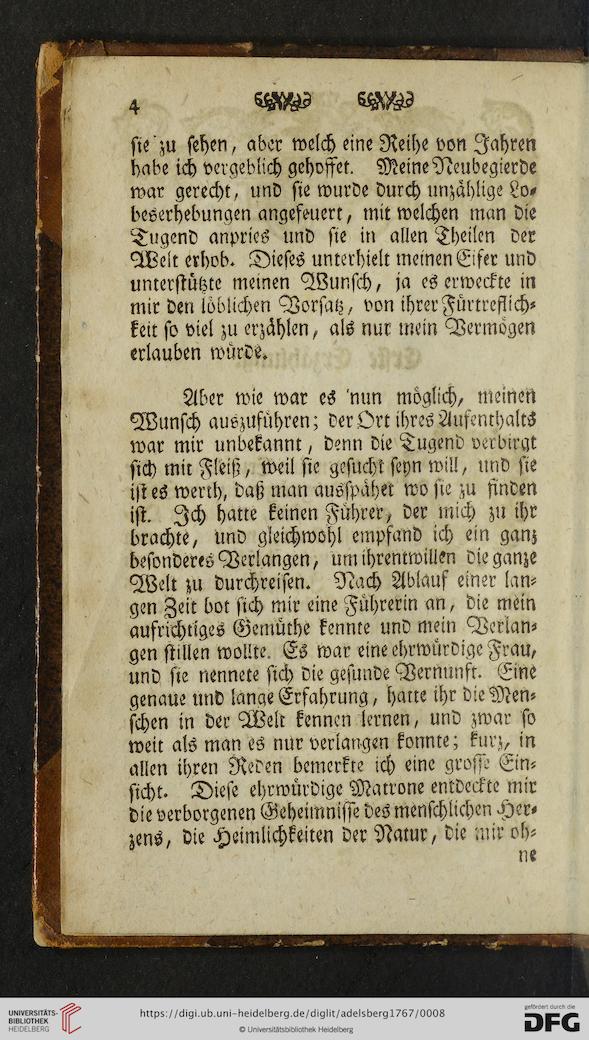 4
sie zu sehen, aber welch eine Reihe von Jahren
habe ich vergeblich gehoffet. Meine Neubegierde
war gerecht, und sie wurde durch unzählige Lo-
beserhebungen angefeuert, mit welchen man die
Tugend anpries und sie in allen Theilen der
Welt erhob. Dieses unterhielt meinen Eifer und
unterstützte meinen Wunsch, ja es erweckte in
mir den löblichen Vorsatz, von ihrer Fürtreflich-
keit so viel zu erzählen, als nur mein Vermögen
erlauben würde.
Aber wie war es nun möglich, meinen
Wunsch auszuführen; der Ort ihres Aufenthalts
war mir unbekannt, denn die Tugend verbirgt
sich mit Fleiß, weil sie gesucht seyn will, und sie
ist es werth, daß man ausspähet wo sie zu finden
ist. Ich hatte keinen Führer, der mich zu ihr
brachte, und gleichwohl empfand ich ein ganz
besonderes Verlangen, um ihrentwillen die ganze
Welt zu durchreisen. Nach Ablauf einer lan-
gen Zeit bot sich mir eine Führerin an, die mein
aufrichtiges Gemüthe kennte und mein Verlan-
gen stillen wollte. Es war eine ehrwürdige Frau,
und sie nennete sich die gesunde Vernunft. Eine
genaue und lange Erfahrung, hatte ihr die Men-
schen in der Welt kennen lernen, und zwar so
weit als man es nur verlangen konnte; kurz, in
allen ihren Reden bemerkte ich eine grosse Ein-
sicht. Diese ehrwürdige Matrone entdeckte mir
die verborgenen Geheimnisse des menschlichen Her-
zens, die Heimlichkeiten der Natur, die mir oh-
ne
UNIVERSITÄTS-
BIBLIOTHEK
HEIDELBERG
https://digi.ub.uni-heidelberg.de/diglit/adelsberg1767/0008
© Universitätsbibliothek Heidelberg
gefördert durch die
DFG